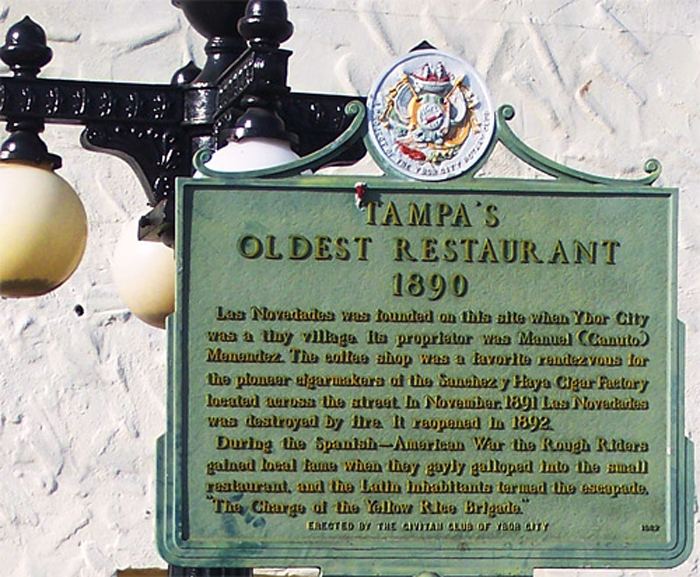 TAMPA'S
OLDEST RESTAURANT
1890
Las Novedades was founded on this site when Ybor City
was a tiny village. Its proprietor was Manuel (Canuto)
Menendez. The coffee shop was a favorite rendezvous for
the pioneer cigarmakers of the Sanchez y Haya Cigar Factory
located across the street. In November, 1891 Las Novedades
was destroyed by fire. It reopened in 1892.
During the Spanish-American War the Rough Riders
gained local fame when they gayly galloped into the small
restaurant, and the Latin inhabitants termed the escapade,
"The Charge of the Yellow Rice Brigade."
ERECTED BY THE CIVITAN CLUB OF YBOR CITY